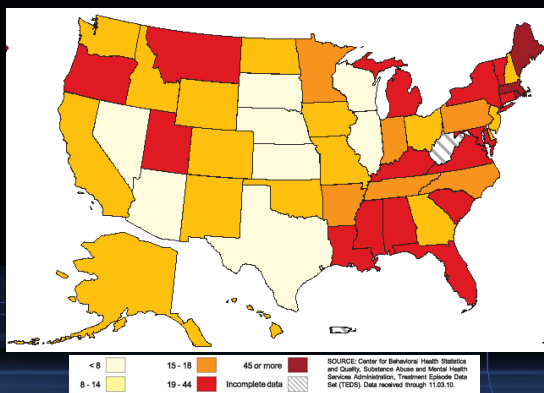 < 8
15 - 18
45 or more
8 - 14
19 - 44
Incomplete data
SOURCE: Center for Behavioral Health Statistics
and Quality, Substance Abuse and Mental Health
Services Administration, Treatment Episode Data
Set (TEDS). Data received through 11.03.10.